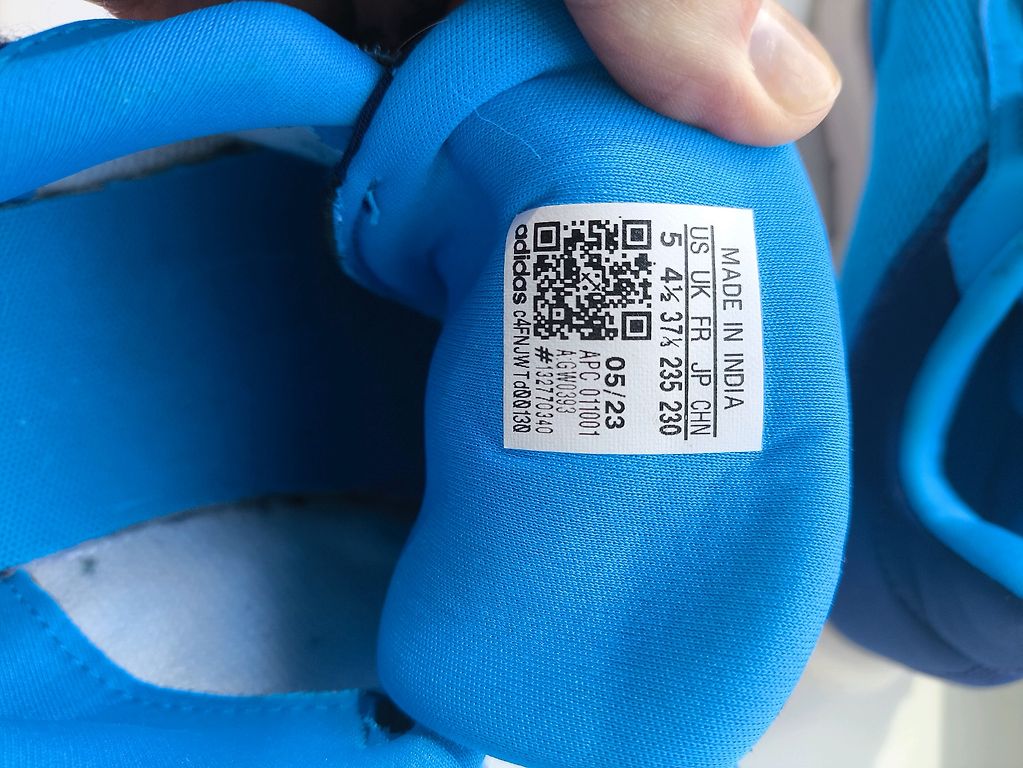 MADE IN INDIA
US UK FR JP CHN
5 4½ 37⅓ 235 230
05/23
APC 011001
AGW0393
#132770340
adidas c4FNJWTd0Q130